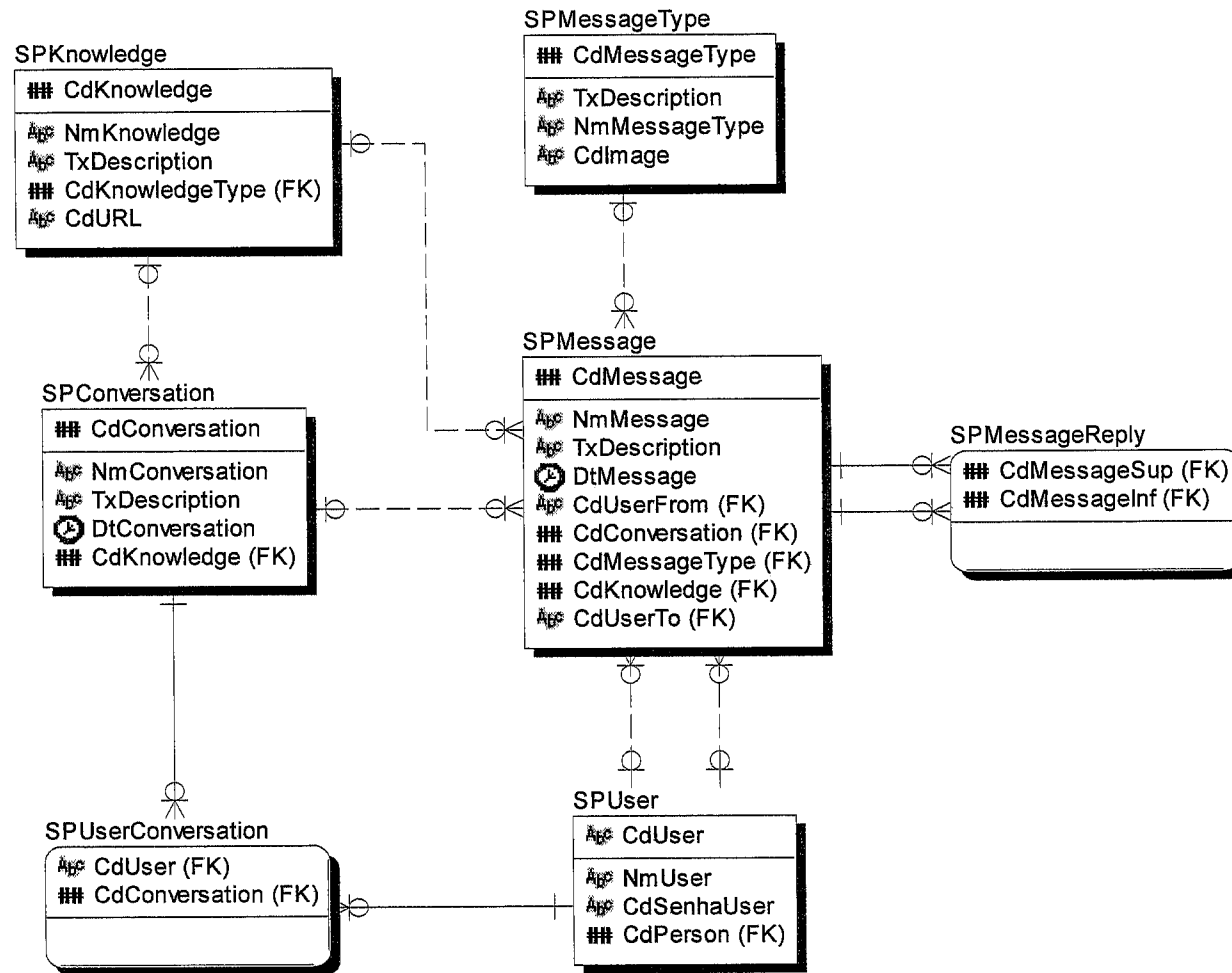 SPKnowledge
CdKnowledge
NmKnowledge
TxDescription
CdKnowledgeType (FK)
CdURL
SPMessageType
CdMessageType
TxDescription
NmMessageType
CdImage
SPConversation
CdConversation
NmConversation
TxDescription
DtConversation
CdKnowledge (FK)
SPMessage
CdMessage
NmMessage
TxDescription
DtMessage
CdUserFrom (FK)
CdConversation (FK)
CdMessageType (FK)
CdKnowledge (FK)
CdUserTo (FK)
SPMessageReply
CdMessageSup (FK)
CdMessageInf (FK)
SPUserConversation
CdUser (FK)
CdConversation (FK)
SPUser
CdUser
NmUser
CdSenhaUser
CdPerson (FK)